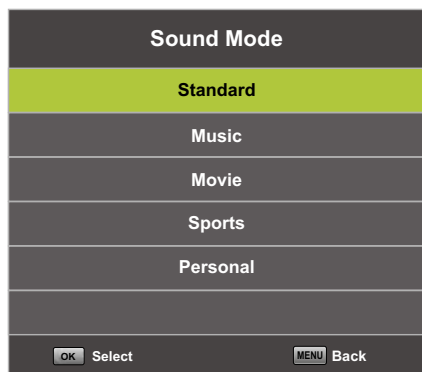 Sound Mode
Standard
Music
Movie
Sports
Personal
OK Select MENU Back